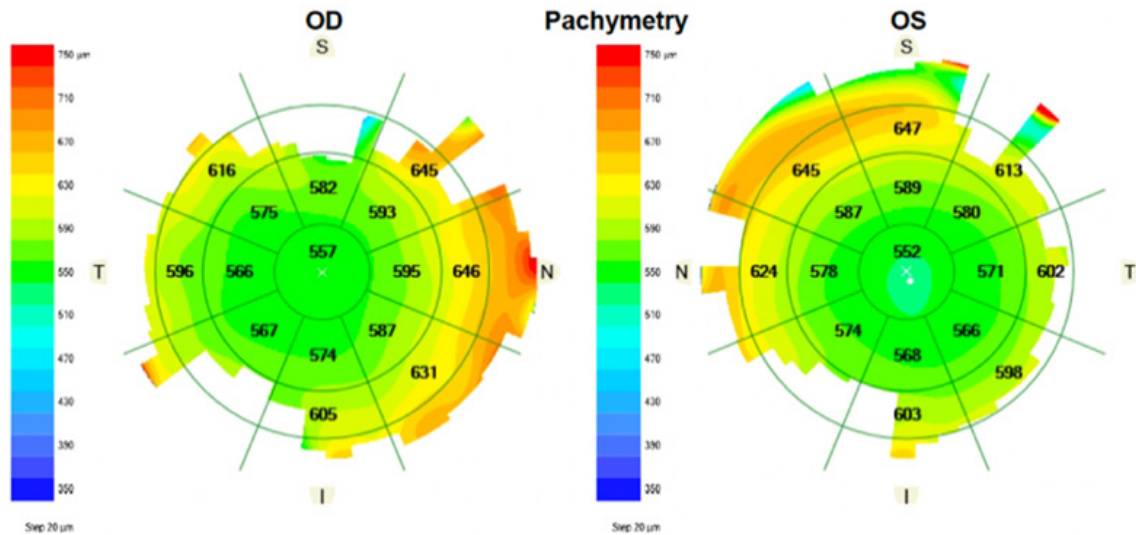 OD Pachymetry OS
S S
750 µm 750 µm
710 710
670 670
630 630
590 590
550 550
510 510
470 470
430 430
390 390
350 350
Step 20 µm Step 20 µm
647
616 645 645 613
582 589
575 593 587 580
557 552
T 596 566 595 646 N N 624 578 571 602 T
567 587 574 566
574 568
631 598
605 603
I I